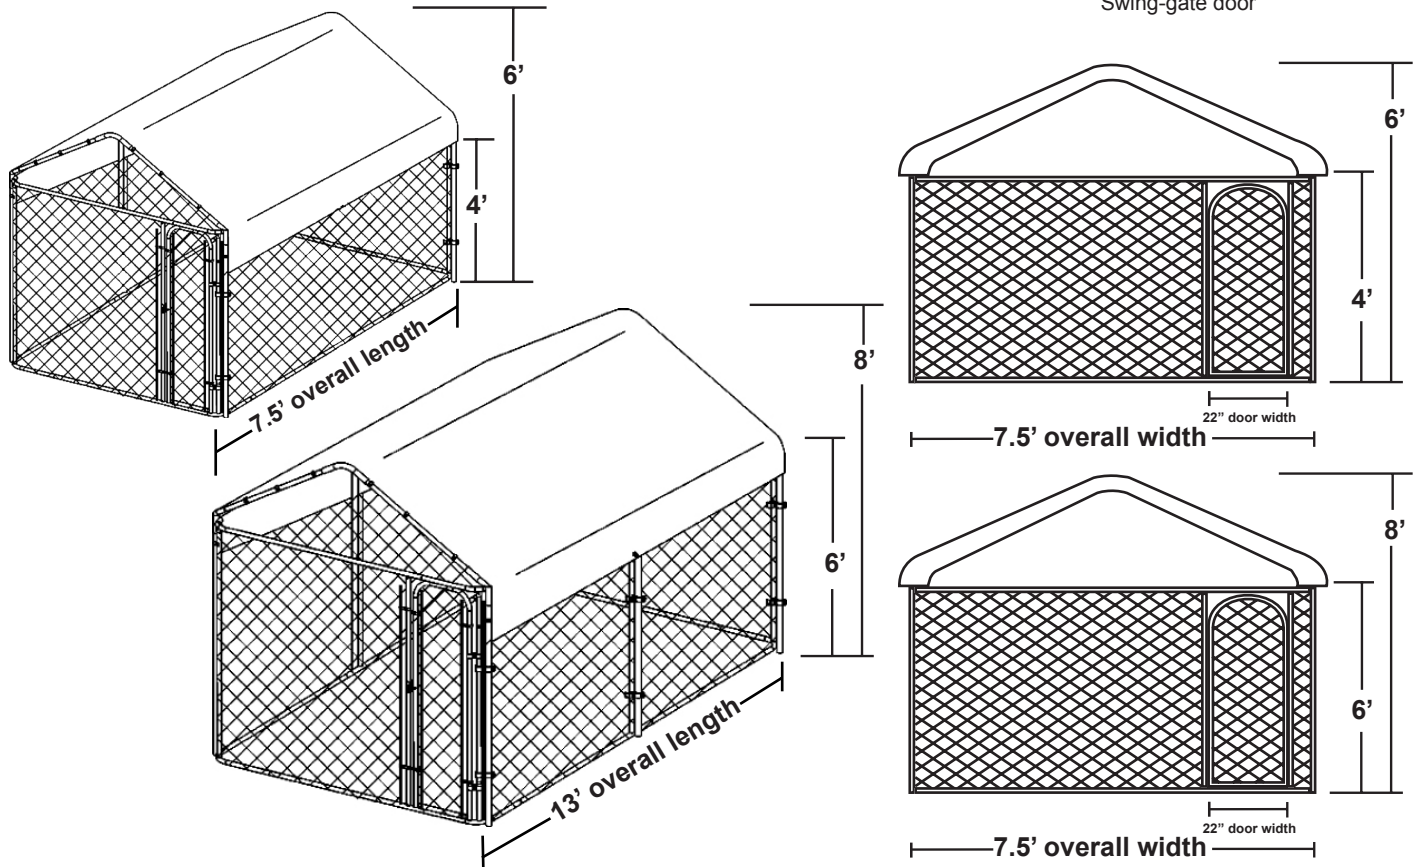 Swing-gate door
6’
4’
7.5’ overall length
6’
4’
22” door width
7.5’ overall width
8’
6’
13’ overall length
8’
6’
22” door width
7.5’ overall width